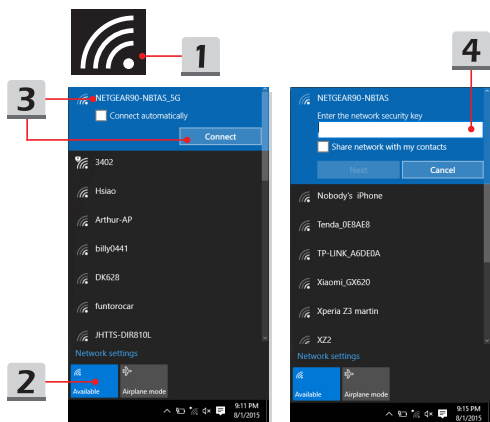 1
3
NETGEAR90-NBTAS_5G
Connect automatically
Connect
3402
Hsiao
Arthur-AP
billy0441
DK628
funtorocar
JHTTS-DIR810L
Network settings
2
Available
Airplane mode
9:11 PM
8/1/2015
4
NETGEAR90-NBTAS
Enter the network security key
Share network with my contacts
Next
Cancel
Nobody's iPhone
Tenda_0E8AE8
TP-LINK_A6DE0A
Xiaomi_GX620
Xperia Z3 martin
XZ2
Network settings
Available
Airplane mode
9:15 PM
8/1/2015